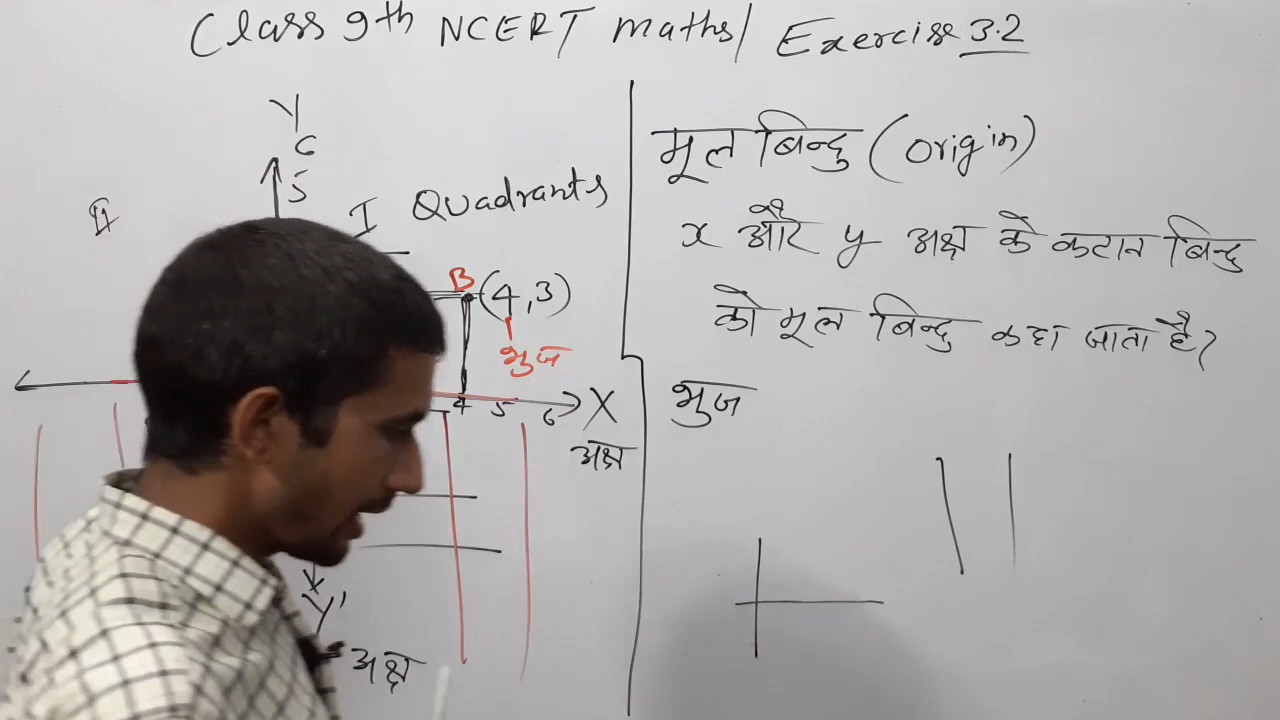 Class 9th NCERT maths/ Exercise 3.2
Y
6
5
II
I Quadrants
B (4,3)
भुज
4 5 6 X
अक्ष
Y'
अक्ष
मूल बिन्दु (origin)
x और y अक्ष के कटान बिन्दु
को मूल बिन्दु कहा जाता है?
भुज